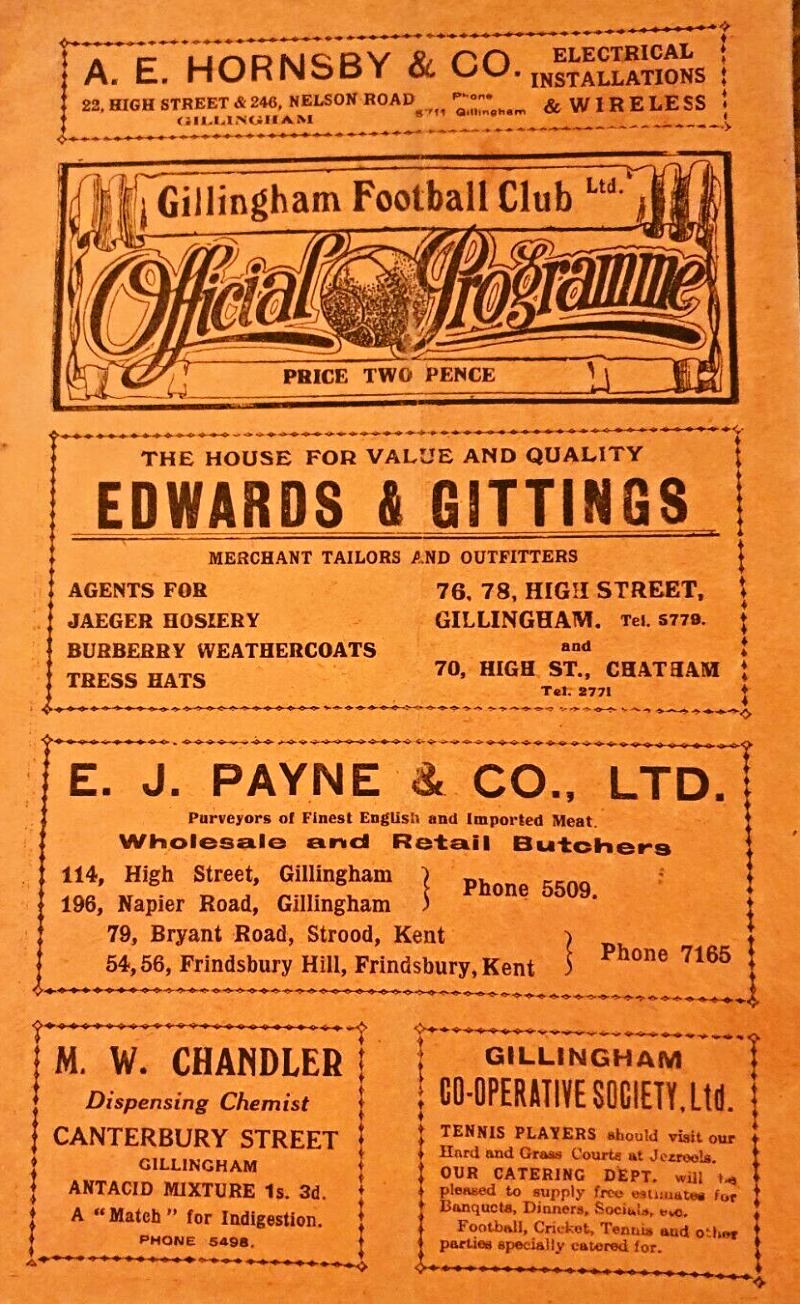 A. E. HORNSBY & CO.
ELECTRICAL
INSTALLATIONS
& WIRELESS
22, HIGH STREET & 246, NELSON ROAD
GILLINGHAM
Phone
5711 Gillingham
Gillingham Football Club Ltd.
Official Programme
PRICE TWO PENCE
THE HOUSE FOR VALUE AND QUALITY
EDWARDS & GITTINGS
MERCHANT TAILORS AND OUTFITTERS
AGENTS FOR
JAEGER HOSIERY
BURBERRY WEATHERCOATS
TRESS HATS
76, 78, HIGH STREET,
GILLINGHAM. Tel. 5779.
and
70, HIGH ST., CHATHAM
Tel. 2771
E. J. PAYNE & CO., LTD.
Purveyors of Finest English and Imported Meat.
Wholesale and Retail Butchers
114, High Street, Gillingham
196, Napier Road, Gillingham
Phone 5509.
79, Bryant Road, Strood, Kent
54, 56, Frindsbury Hill, Frindsbury, Kent
Phone 7165
M. W. CHANDLER
Dispensing Chemist
CANTERBURY STREET
GILLINGHAM
ANTACID MIXTURE 1s. 3d.
A "Match" for Indigestion.
PHONE 5498.
GILLINGHAM
CO-OPERATIVE SOCIETY, Ltd.
TENNIS PLAYERS should visit our
Hard and Grass Courts at Jezreels.
OUR CATERING DEPT. will be
pleased to supply free estimates for
Banquets, Dinners, Socials, etc.
Football, Cricket, Tennis and other
parties specially catered for.